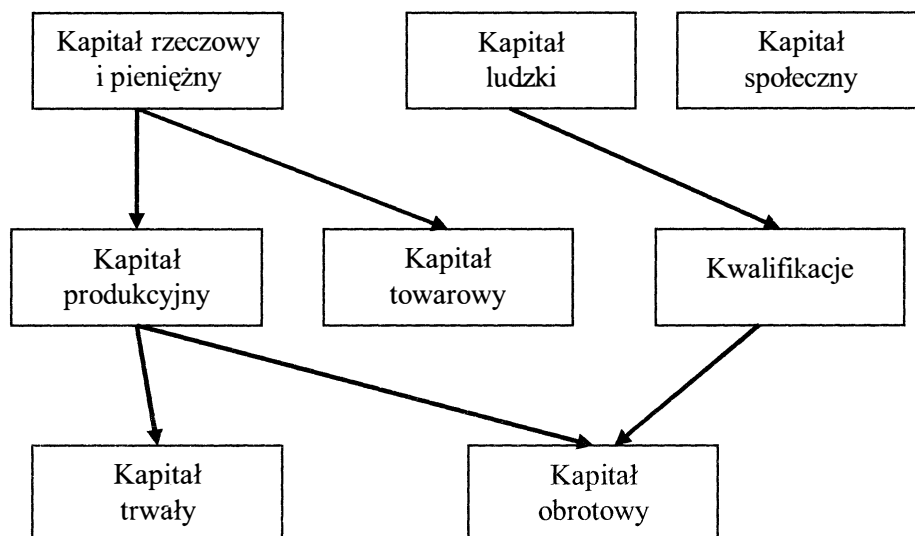 Kapitał rzeczowy
i pieniężny
Kapitał
ludzki
Kapitał
społeczny
Kapitał
produkcyjny
Kapitał
towarowy
Kwalifikacje
Kapitał
trwały
Kapitał
obrotowy